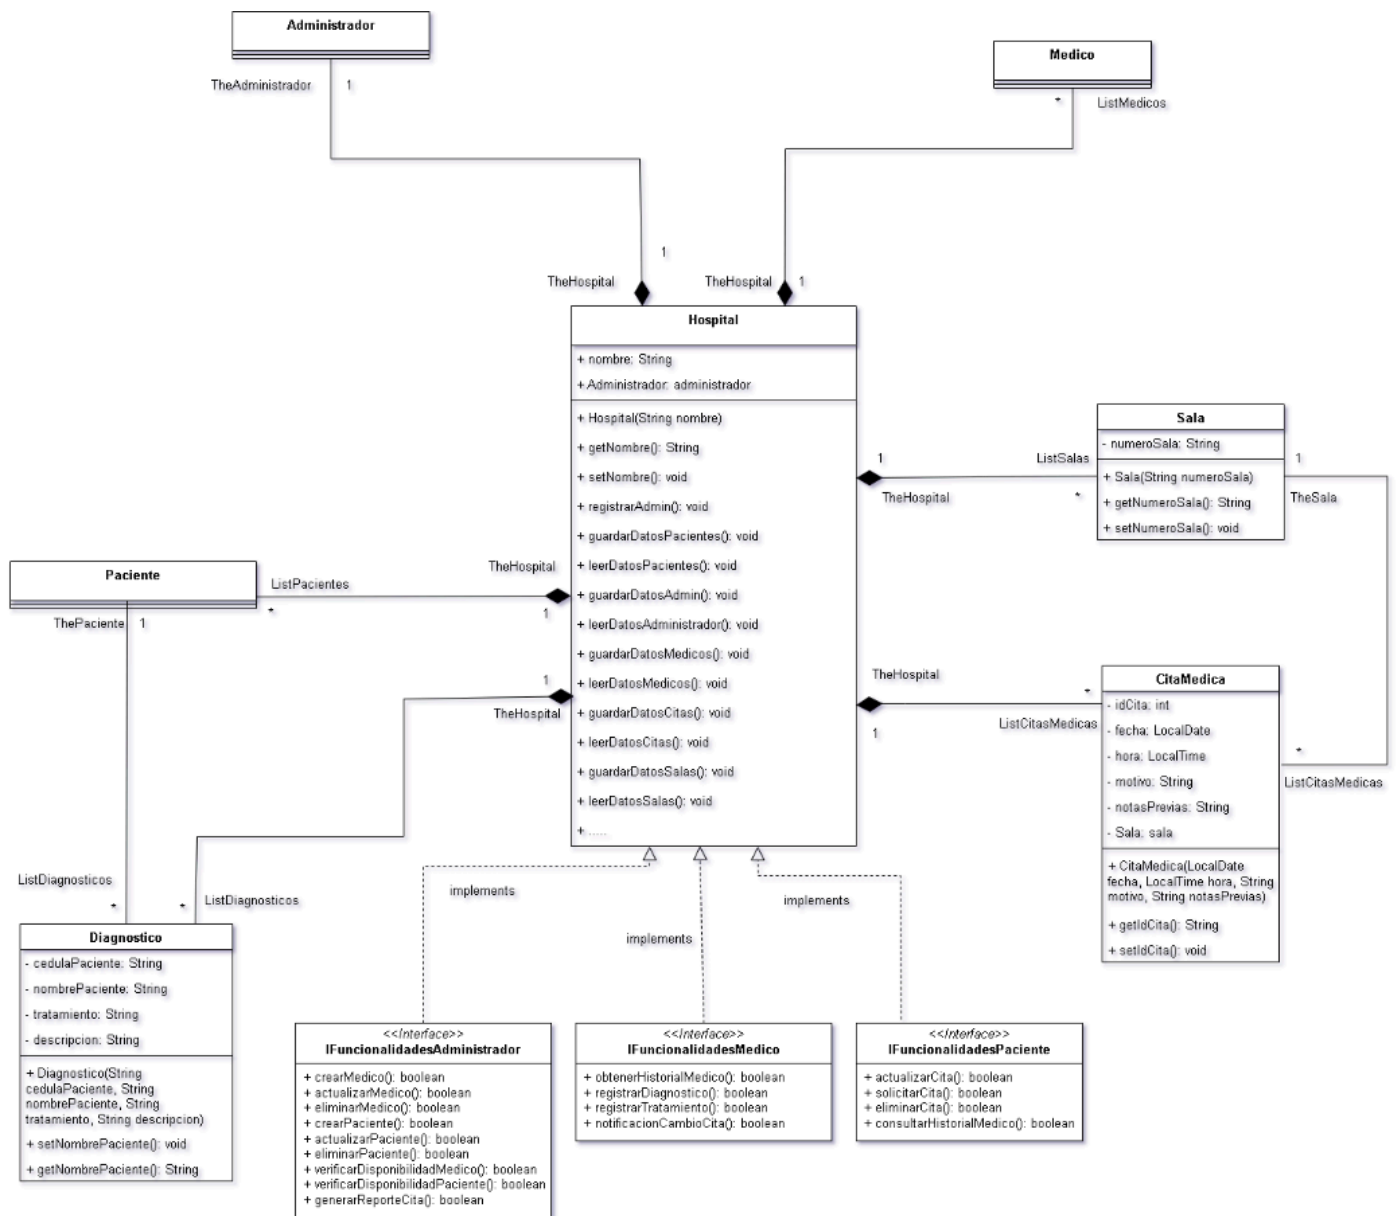 Administrador
TheAdministrador
1
Medico
*
ListMedicos
1
TheHospital
TheHospital
1
Hospital
+ nombre: String
+ Administrador: administrador
+ Hospital(String nombre)
+ getNombre(): String
+ setNombre(): void
+ registrarAdmin(): void
+ guardarDatosPacientes(): void
+ leerDatosPacientes(): void
+ guardarDatosAdmin(): void
+ leerDatosAdministrador(): void
+ guardarDatosMedicos(): void
+ leerDatosMedicos(): void
+ guardarDatosCitas(): void
+ leerDatosCitas(): void
+ guardarDatosSalas(): void
+ leerDatosSalas(): void
+ .....
1
TheHospital
ListSalas
*
Sala
- numeroSala: String
+ Sala(String numeroSala)
+ getNumeroSala(): String
+ setNumeroSala(): void
1
TheSala
Paciente
ThePaciente
1
ListPacientes
*
TheHospital
1
1
TheHospital
TheHospital
1
*
ListCitasMedicas
CitaMedica
- idCita: int
- fecha: LocalDate
- hora: LocalTime
- motivo: String
- notasPrevias: String
- Sala: sala
+ CitaMedica(LocalDate
fecha, LocalTime hora, String
motivo, String notasPrevias)
+ getIdCita(): String
+ setIdCita(): void
*
ListCitasMedicas
ListDiagnosticos
*
*
ListDiagnosticos
Diagnostico
- cedulaPaciente: String
- nombrePaciente: String
- tratamiento: String
- descripcion: String
+ Diagnostico(String
cedulaPaciente, String
nombrePaciente, String
tratamiento, String descripcion)
+ setNombrePaciente(): void
+ getNombrePaciente(): String
implements
implements
implements
<<Interface>>
IFuncionalidadesAdministrador
+ crearMedico(): boolean
+ actualizarMedico(): boolean
+ eliminarMedico(): boolean
+ crearPaciente(): boolean
+ actualizarPaciente(): boolean
+ eliminarPaciente(): boolean
+ verificarDisponibilidadMedico(): boolean
+ verificarDisponibilidadPaciente(): boolean
+ generarReporteCita(): boolean
<<Interface>>
IFuncionalidadesMedico
+ obtenerHistorialMedico(): boolean
+ registrarDiagnostico(): boolean
+ registrarTratamiento(): boolean
+ notificacionCambioCita(): boolean
<<Interface>>
IFuncionalidadesPaciente
+ actualizarCita(): boolean
+ solicitarCita(): boolean
+ eliminarCita(): boolean
+ consultarHistorialMedico(): boolean